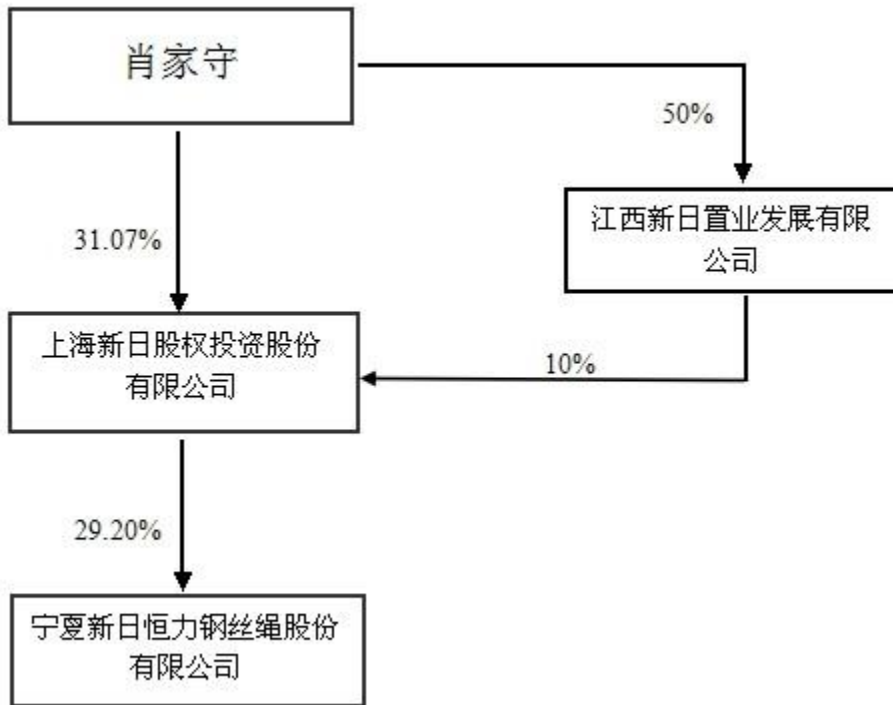 肖家守
50%
江西新日置业发展有限
公司
31.07%
上海新日股权投资股份
有限公司
10%
29.20%
宁夏新日恒力钢丝绳股份
有限公司